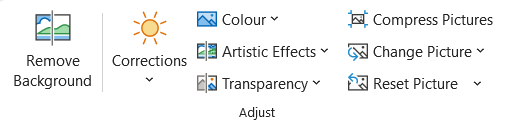 Remove
Background
Corrections
Colour
Artistic Effects
Transparency
Compress Pictures
Change Picture
Reset Picture
Adjust